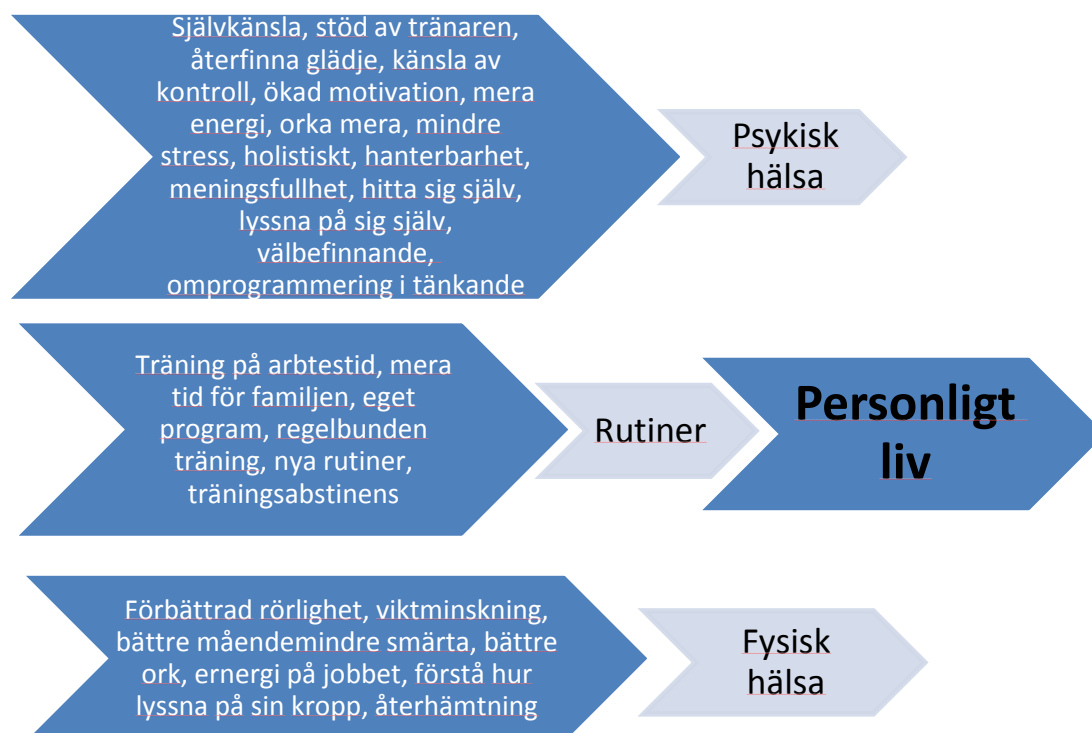 Självkänsla, stöd av tränaren,
återfinna glädje, känsla av
kontroll, ökad motivation, mera
energi, orka mera, mindre
stress, holistiskt, hanterbarhet,
meningsfullhet, hitta sig själv,
lyssna på sig själv,
välbefinnande,
omprogrammering i tänkande
Psykisk
hälsa
Träning på arbtestid, mera
tid för familjen, eget
program, regelbunden
träning, nya rutiner,
träningsabstinens
Rutiner
Personligt
liv
Förbättrad rörlighet, viktminskning,
bättre måendemindre smärta, bättre
ork, ernergi på jobbet, förstå hur
lyssna på sin kropp, återhämtning
Fysisk
hälsa